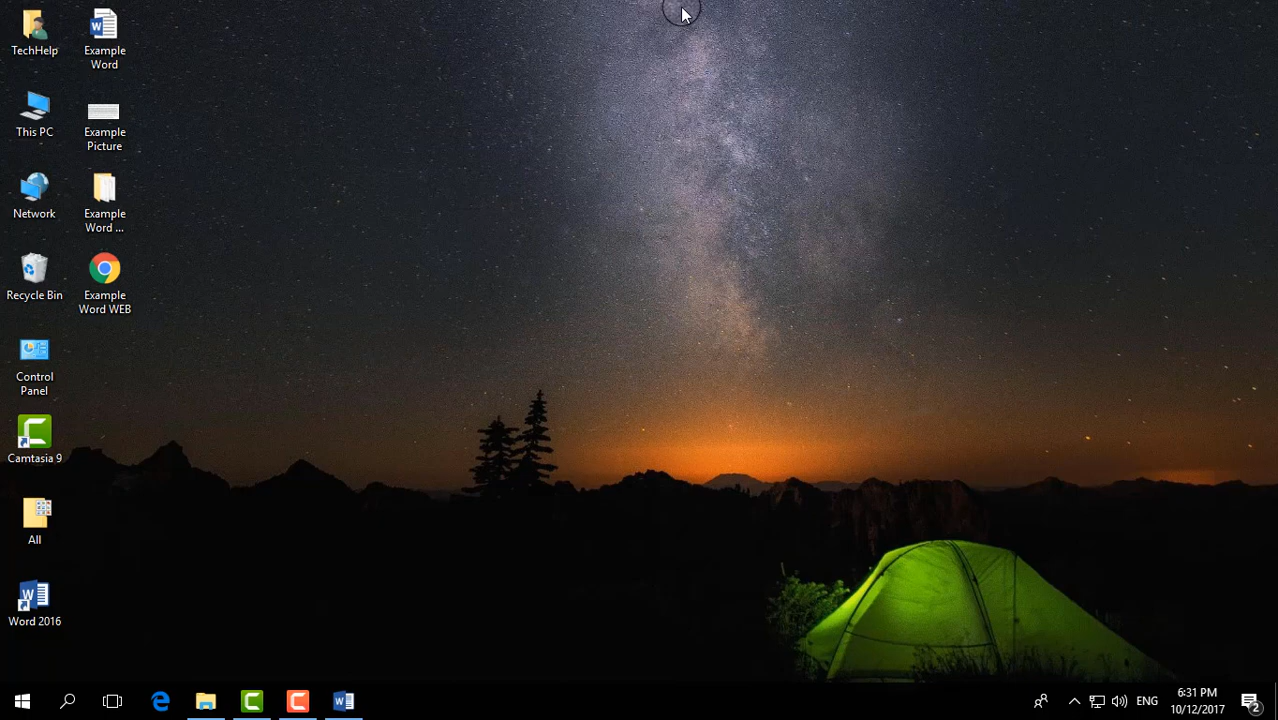 TechHelp
Example
Word
This PC
Example
Picture
Network
Example
Word ...
Recycle Bin
Example
Word WEB
Control
Panel
Camtasia 9
All
Word 2016
ENG
6:31 PM
10/12/2017
2